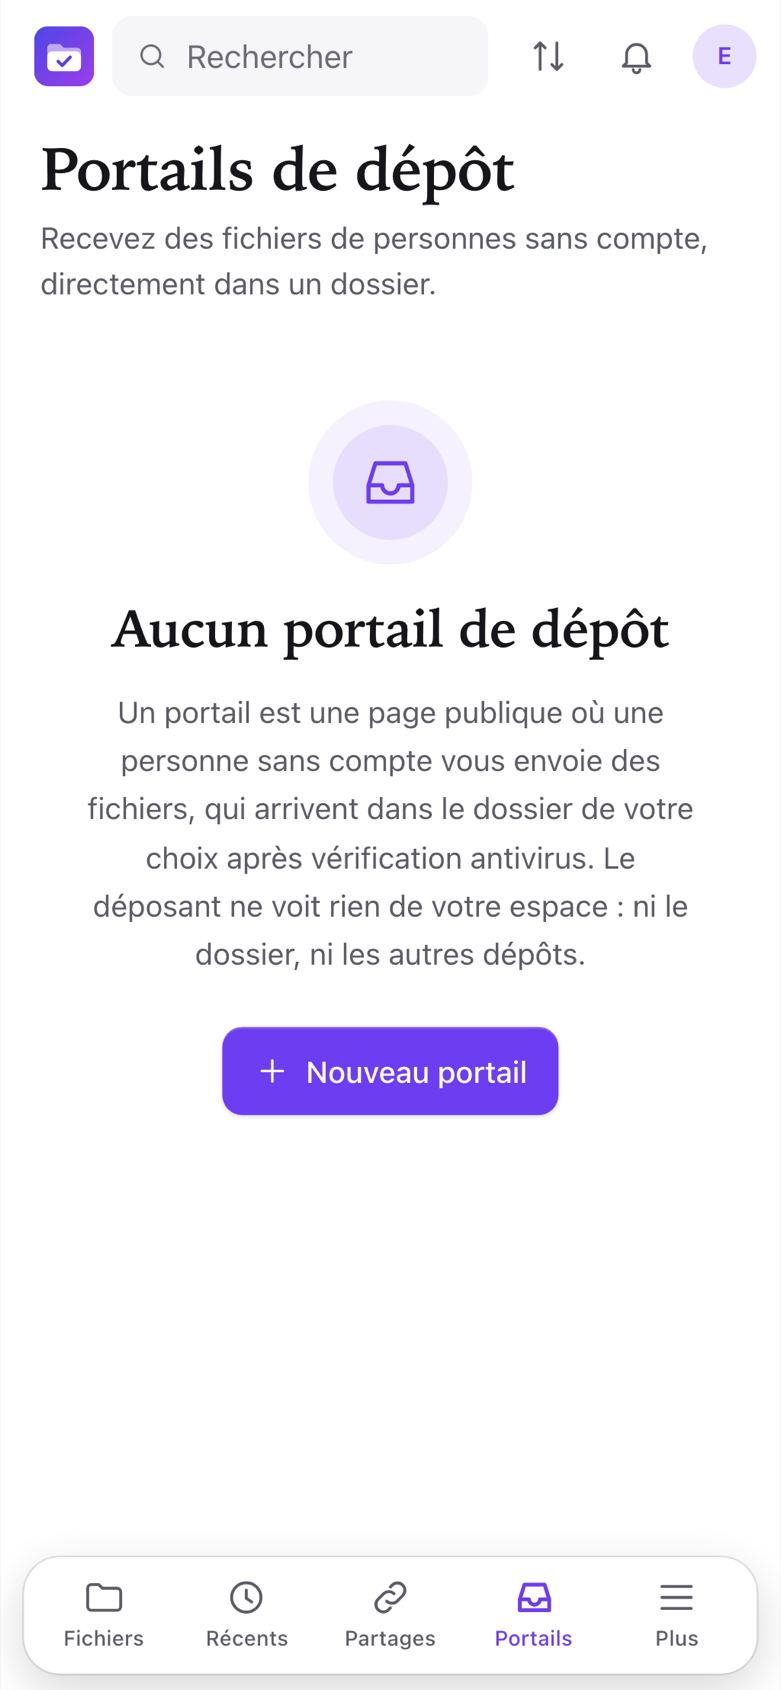 Rechercher
E
Portails de dépôt
Recevez des fichiers de personnes sans compte,
directement dans un dossier.
Aucun portail de dépôt
Un portail est une page publique où une
personne sans compte vous envoie des
fichiers, qui arrivent dans le dossier de votre
choix après vérification antivirus. Le
déposant ne voit rien de votre espace : ni le
dossier, ni les autres dépôts.
Nouveau portail
Fichiers
Récents
Partages
Portails
Plus